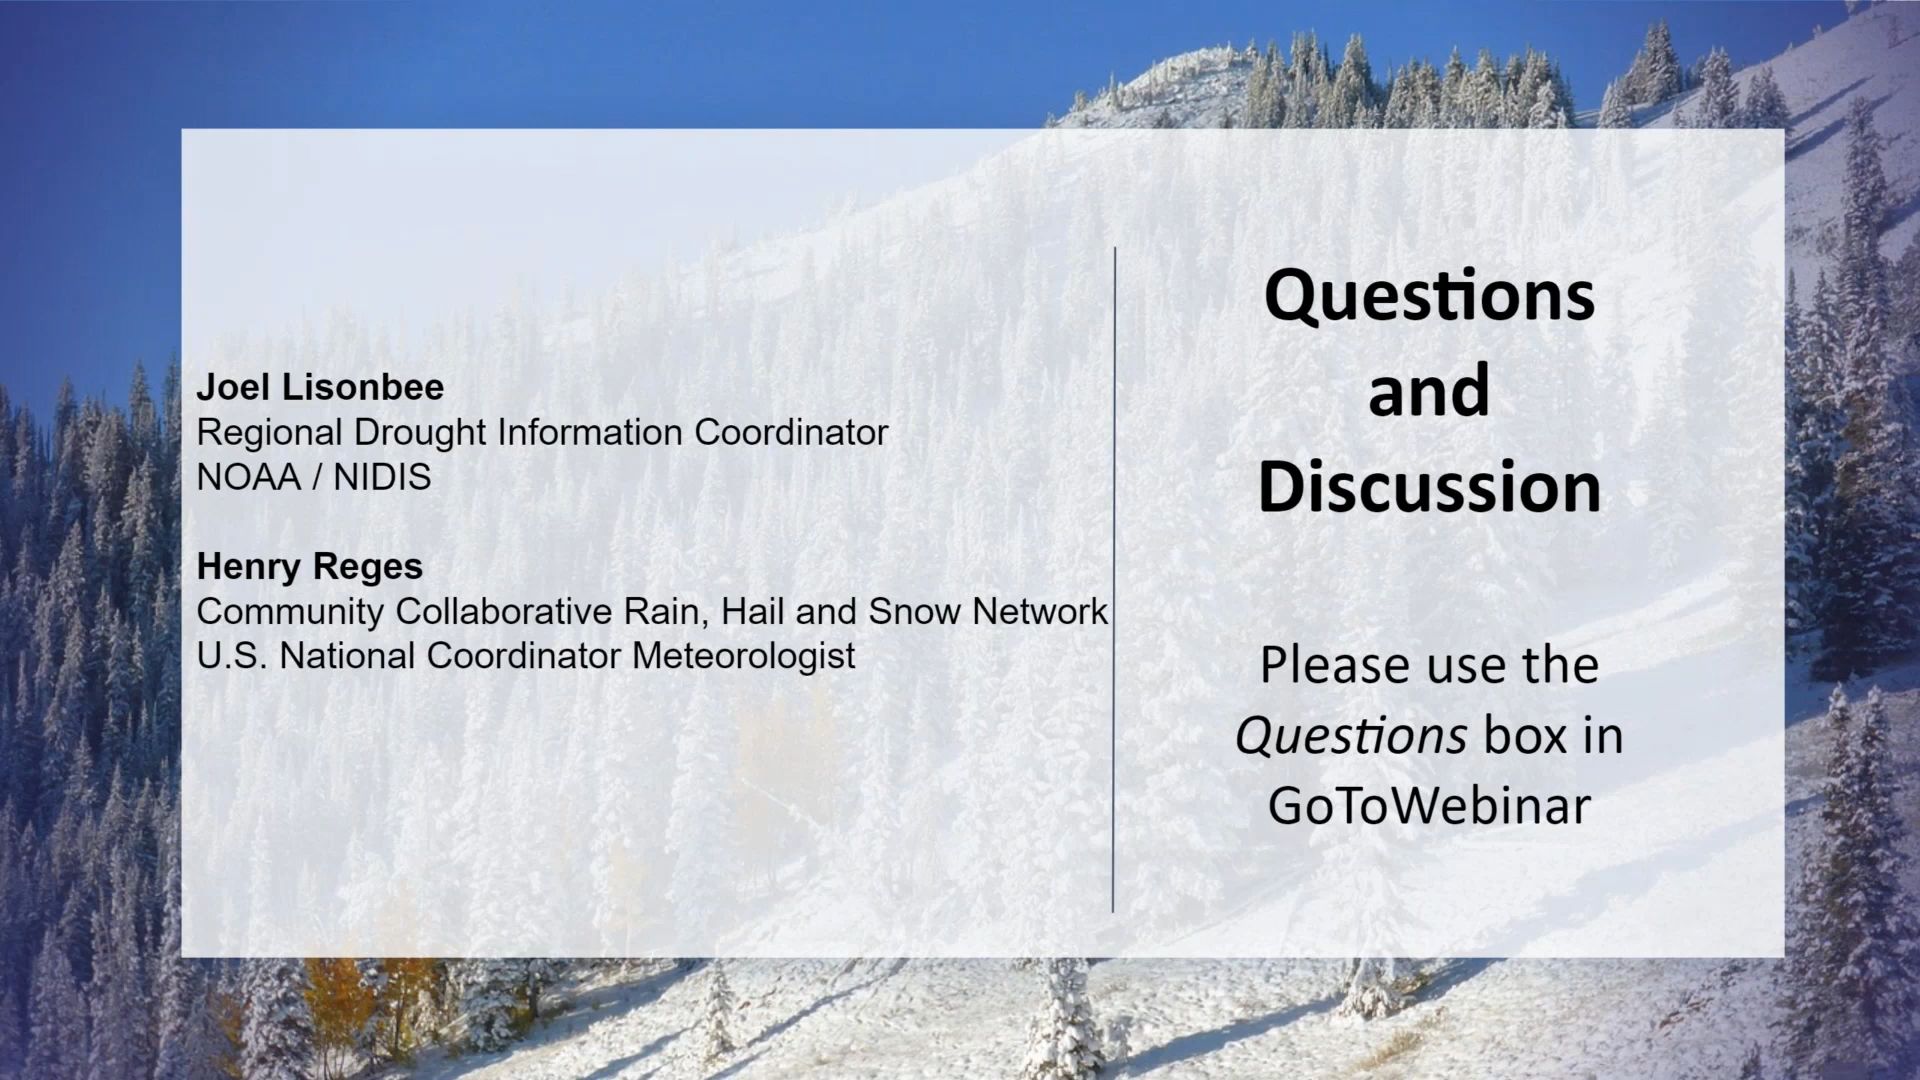 Joel Lisonbee
Regional Drought Information Coordinator
NOAA / NIDIS
Henry Reges
Community Collaborative Rain, Hail and Snow Network
U.S. National Coordinator Meteorologist
Questions
and
Discussion
Please use the
Questions box in
GoToWebinar